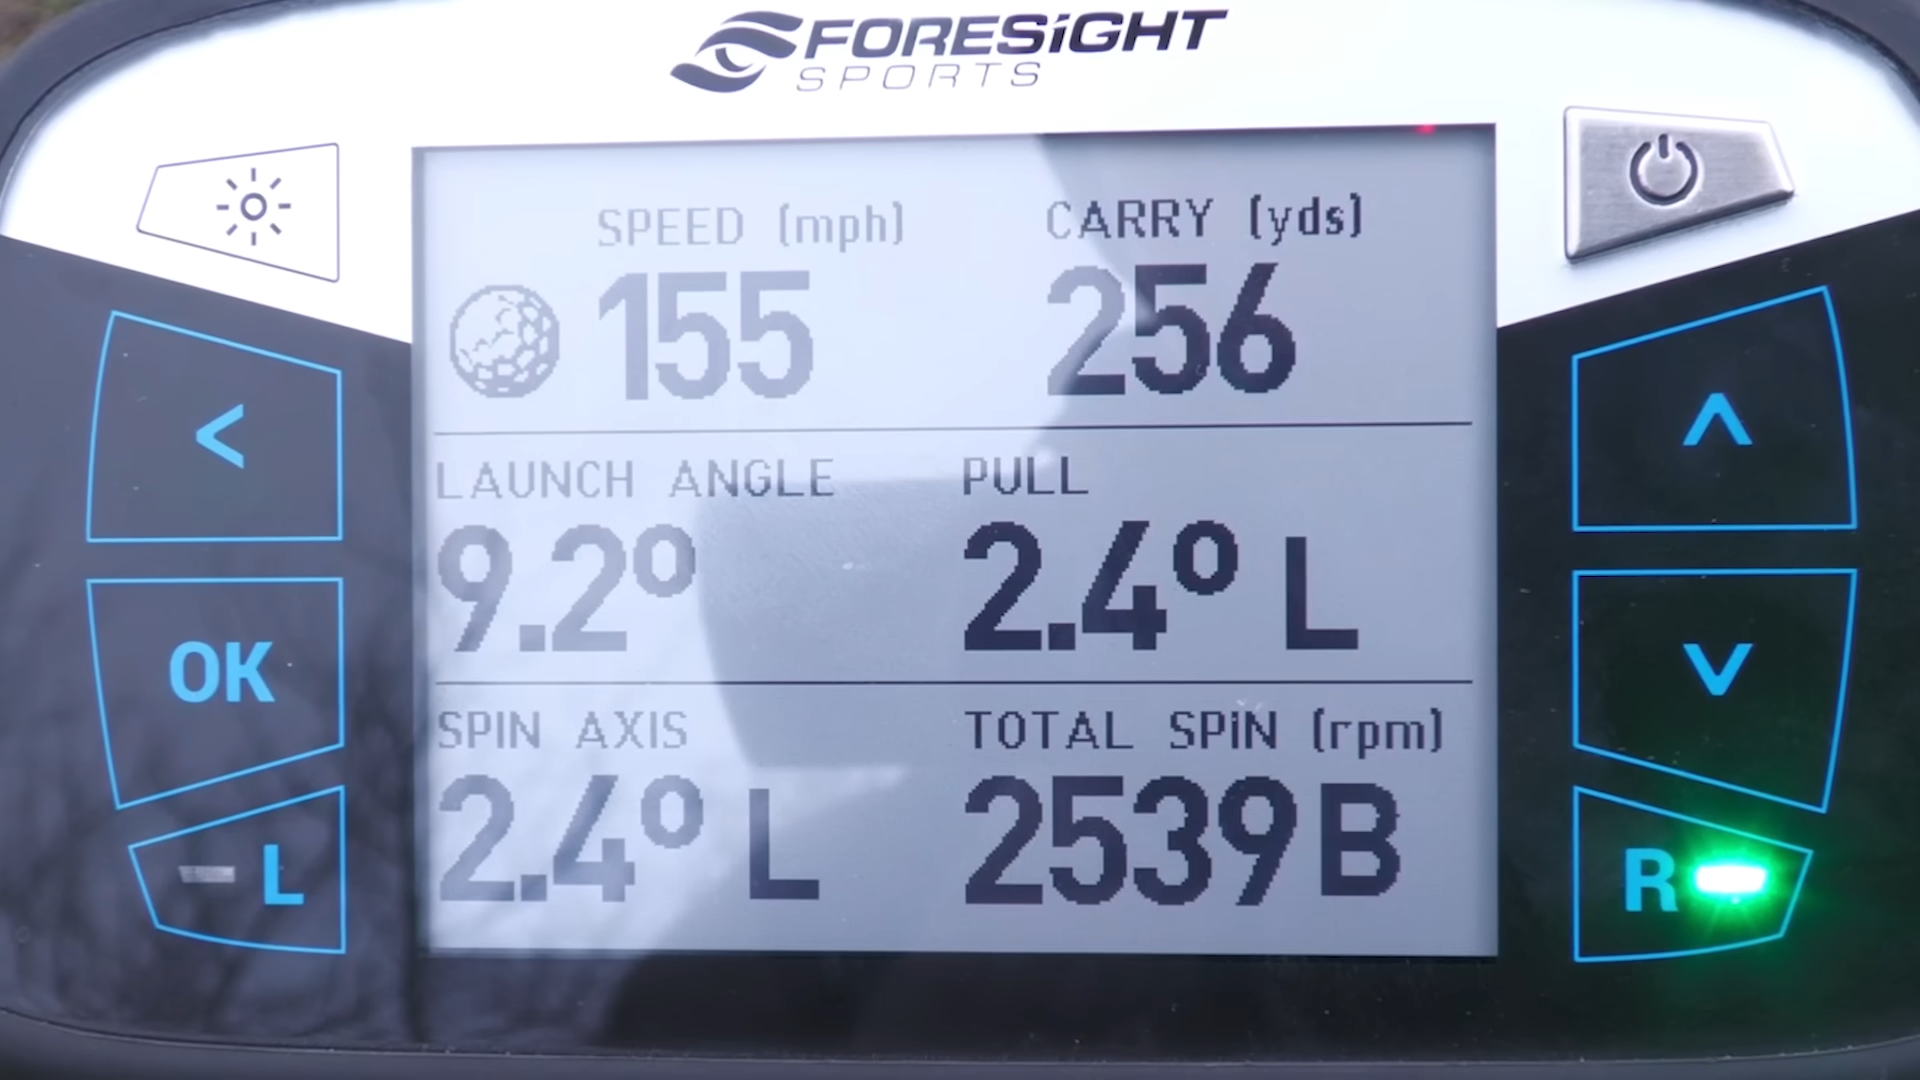 FORESiGHT
SPORTS
SPEED (mph) CARRY (yds)
155 256
LAUNCH ANGLE PULL
9.2° 2.4° L
SPIN AXIS TOTAL SPiN (rpm)
2.4° L 2539 B
<
OK
L
R